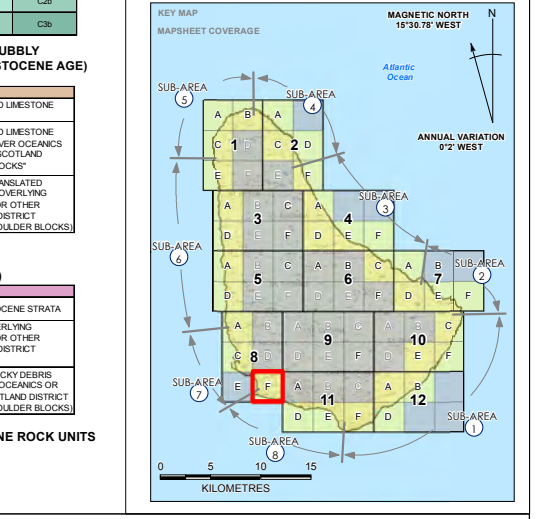 C2b
C3b
UBBLY
STOCENE AGE)
D LIMESTONE
D LIMESTONE
VER OCEANICS
SCOTLAND
OCKS"
ANSLATED
OVERLYING
OR OTHER
DISTRICT
OULDER BLOCKS)
)
OCENE STRATA
ERLYING
OR OTHER
DISTRICT
CKY DEBRIS
OCEANICS OR
TLAND DISTRICT
OULDER BLOCKS)
NE ROCK UNITS
KEY MAP
MAPSHEET COVERAGE
MAGNETIC NORTH
15°30.78' WEST
N
Atlantic
Ocean
ANNUAL VARIATION
0°2' WEST
SUB-AREA
5
SUB-AREA
4
A B A
C 1 D C 2 D
E F E F
SUB-AREA
3
A B C A
3 4
D E F D E F
SUB-AREA
6
SUB-AREA
2
A B C A B C A B
5 6 7
D E F D E F D E F
A B A B C A B C
9 10
C 8 D D E F D E F
SUB-AREA
7
E F A B C A B
11 12
D E F D
SUB-AREA
1
SUB-AREA
8
0 5 10 15
KILOMETRES